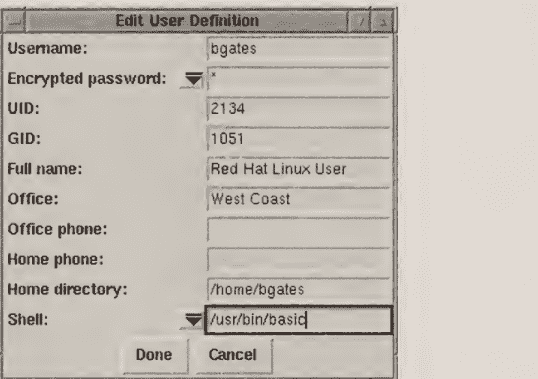 Edit User Definition
Username: bgates
Encrypted password: *
UID: 2134
GID: 1051
Full name: Red Hat Linux User
Office: West Coast
Office phone:
Home phone:
Home directory: /home/bgates
Shell: /usr/bin/basic
Done Cancel